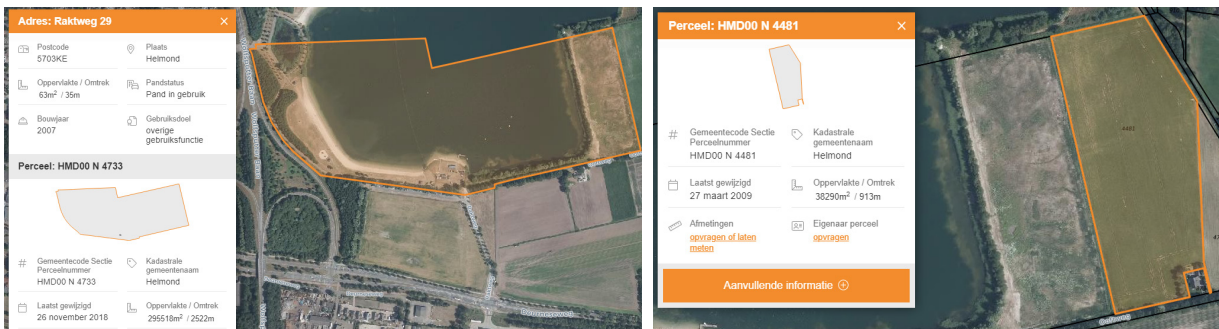 Adres: Raktweg 29
Postcode
5703KE
Plaats
Helmond
Oppervlakte / Omtrek
63m² / 35m
Pandstatus
Pand in gebruik
Bouwjaar
2007
Gebruiksdoel
overige
gebruiksfunctie
Perceel: HMD00 N 4733
# Gemeentecode Sectie
Perceelnummer
HMD00 N 4733
Kadastrale
gemeentenaam
Helmond
Laatst gewijzigd
26 november 2018
Oppervlakte / Omtrek
295518m² / 2522m
Perceel: HMD00 N 4481
# Gemeentecode Sectie
Perceelnummer
HMD00 N 4481
Kadastrale
gemeentenaam
Helmond
Laatst gewijzigd
27 maart 2009
Oppervlakte / Omtrek
38290m² / 913m
Afmetingen
opvragen of laten
meten
Eigenaar perceel
opvragen
Aanvullende informatie
4481